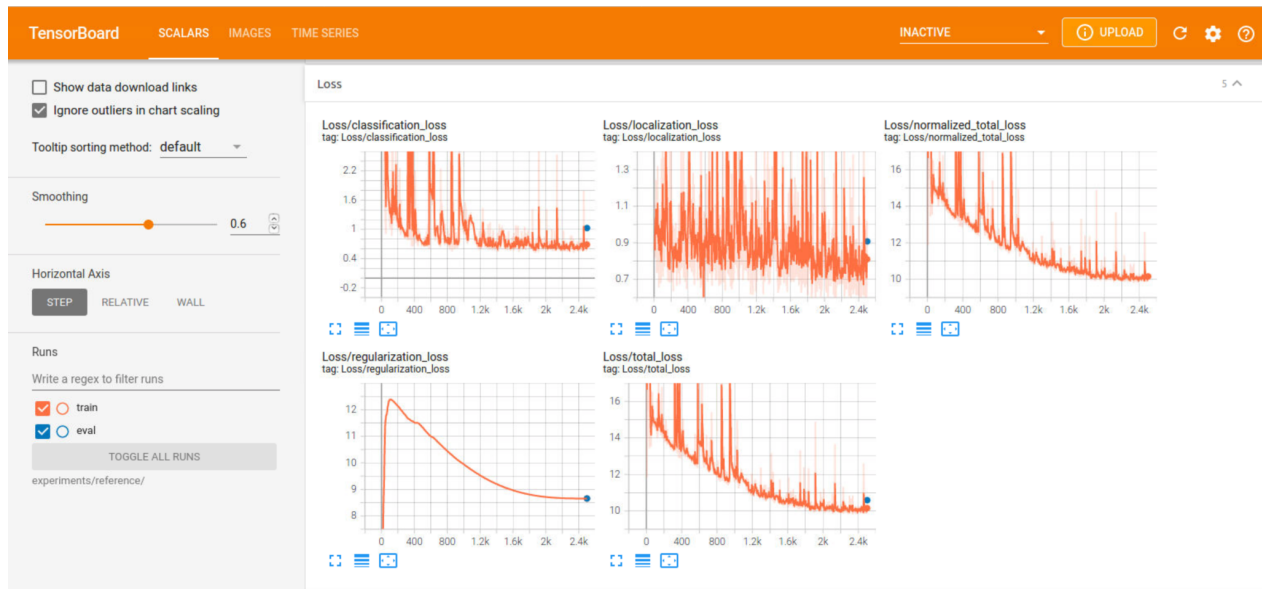 TensorBoard SCALARS IMAGES TIME SERIES INACTIVE UPLOAD
Show data download links
Ignore outliers in chart scaling
Tooltip sorting method: default
Smoothing
0.6
Horizontal Axis
STEP RELATIVE WALL
Runs
Write a regex to filter runs
train
eval
TOGGLE ALL RUNS
experiments/reference/
Loss 5
Loss/classification_loss
tag: Loss/classification_loss
2.2
1.6
1
0.4
-0.2
0 400 800 1.2k 1.6k 2k 2.4k
Loss/localization_loss
tag: Loss/localization_loss
1.3
1.1
0.9
0.7
0 400 800 1.2k 1.6k 2k 2.4k
Loss/normalized_total_loss
tag: Loss/normalized_total_loss
16
14
12
10
0 400 800 1.2k 1.6k 2k 2.4k
Loss/regularization_loss
tag: Loss/regularization_loss
12
11
10
9
8
0 400 800 1.2k 1.6k 2k 2.4k
Loss/total_loss
tag: Loss/total_loss
16
14
12
10
0 400 800 1.2k 1.6k 2k 2.4k